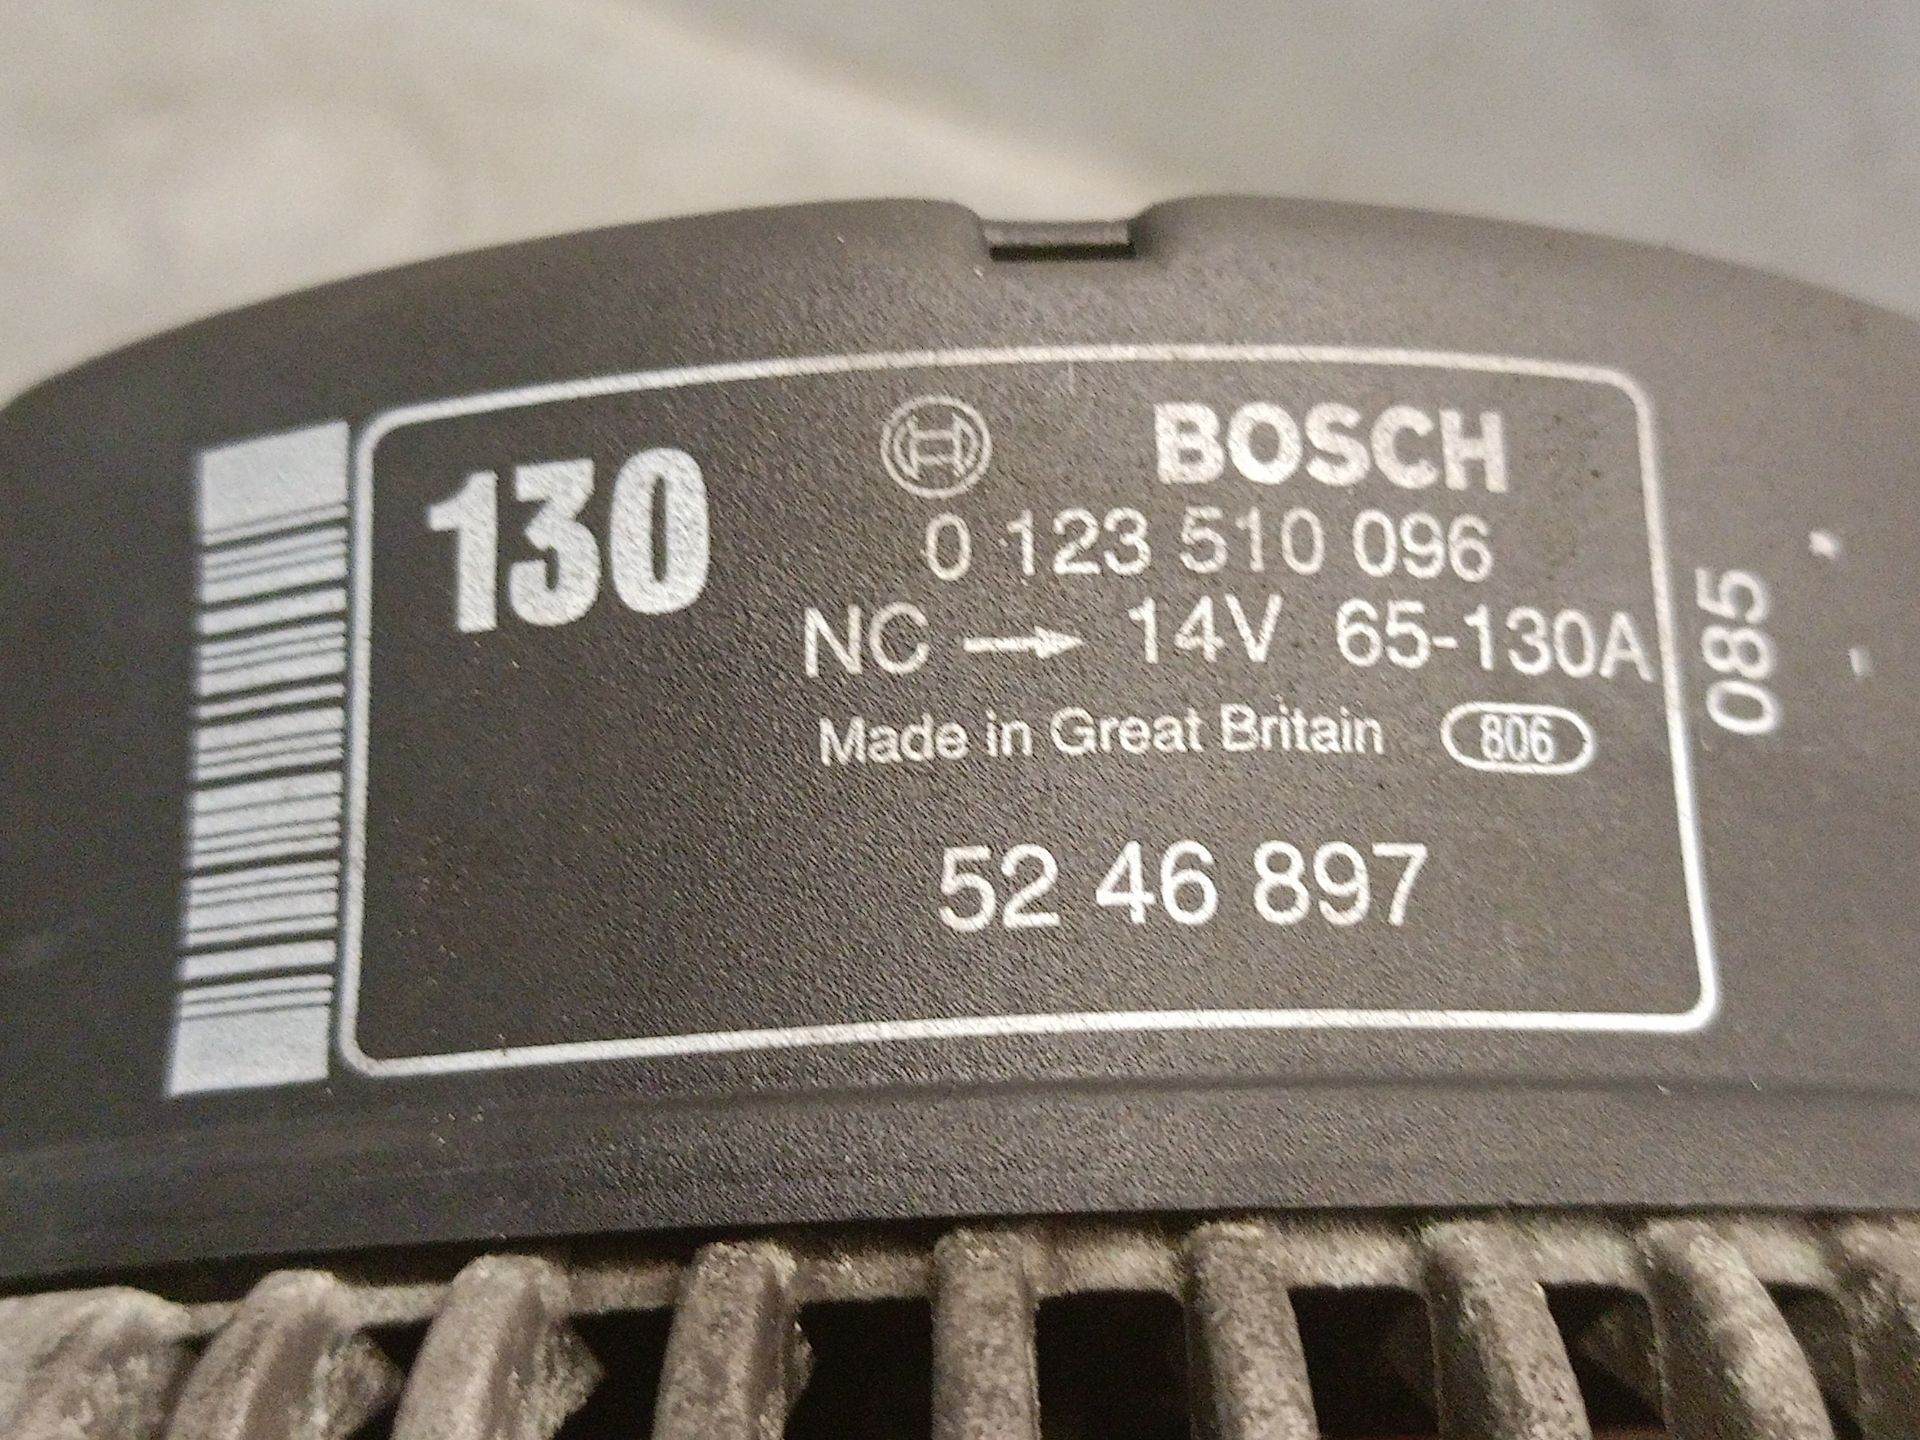 130
BOSCH
0 123 510 096
NC → 14V 65-130A
Made in Great Britain 806
52 46 897
085